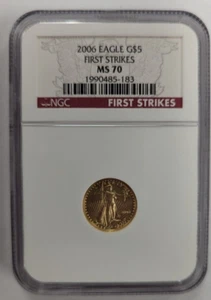 2006 EAGLE G$5
FIRST STRIKES
MS 70
1990485-183
NGC
FIRST STRIKES